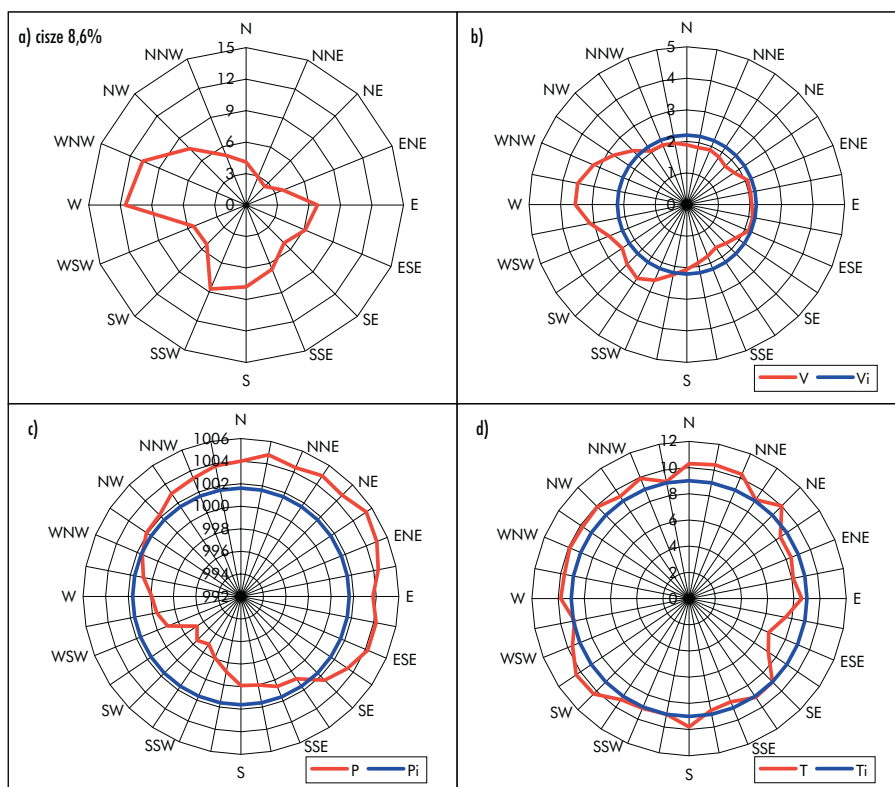 a) cisze 8,6%
N
NNE
NE
ENE
E
ESE
SE
SSE
S
SSW
SW
WSW
W
WNW
NW
NNW
15
12
9
6
3
0
b)
N
NNE
NE
ENE
E
ESE
SE
SSE
S
SSW
SW
WSW
W
WNW
NW
NNW
5
4
3
2
1
0
V Vi
c)
N
NNE
NE
ENE
E
ESE
SE
SSE
S
SSW
SW
WSW
W
WNW
NW
NNW
1006
1004
1002
1000
998
996
994
992
P Pi
d)
N
NNE
NE
ENE
E
ESE
SE
SSE
S
SSW
SW
WSW
W
WNW
NW
NNW
12
10
8
6
4
2
0
T Ti